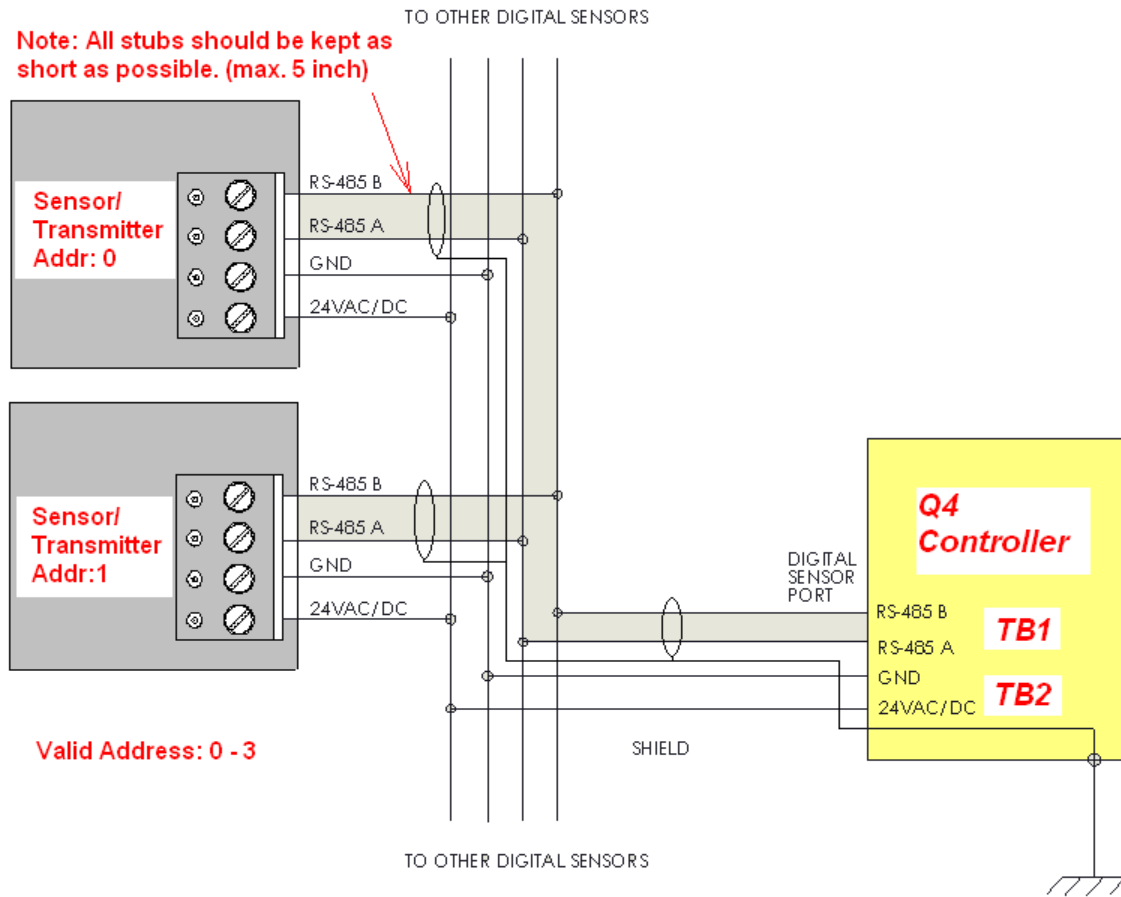 TO OTHER DIGITAL SENSORS
Note: All stubs should be kept as
short as possible. (max. 5 inch)
Sensor/
Transmitter
Addr: 0
RS-485 B
RS-485 A
GND
24VAC/DC
Sensor/
Transmitter
Addr:1
RS-485 B
RS-485 A
GND
24VAC/DC
Q4
Controller
DIGITAL
SENSOR
PORT
RS-485 B
TB1
RS-485 A
GND
TB2
24VAC/DC
SHIELD
Valid Address: 0 - 3
TO OTHER DIGITAL SENSORS